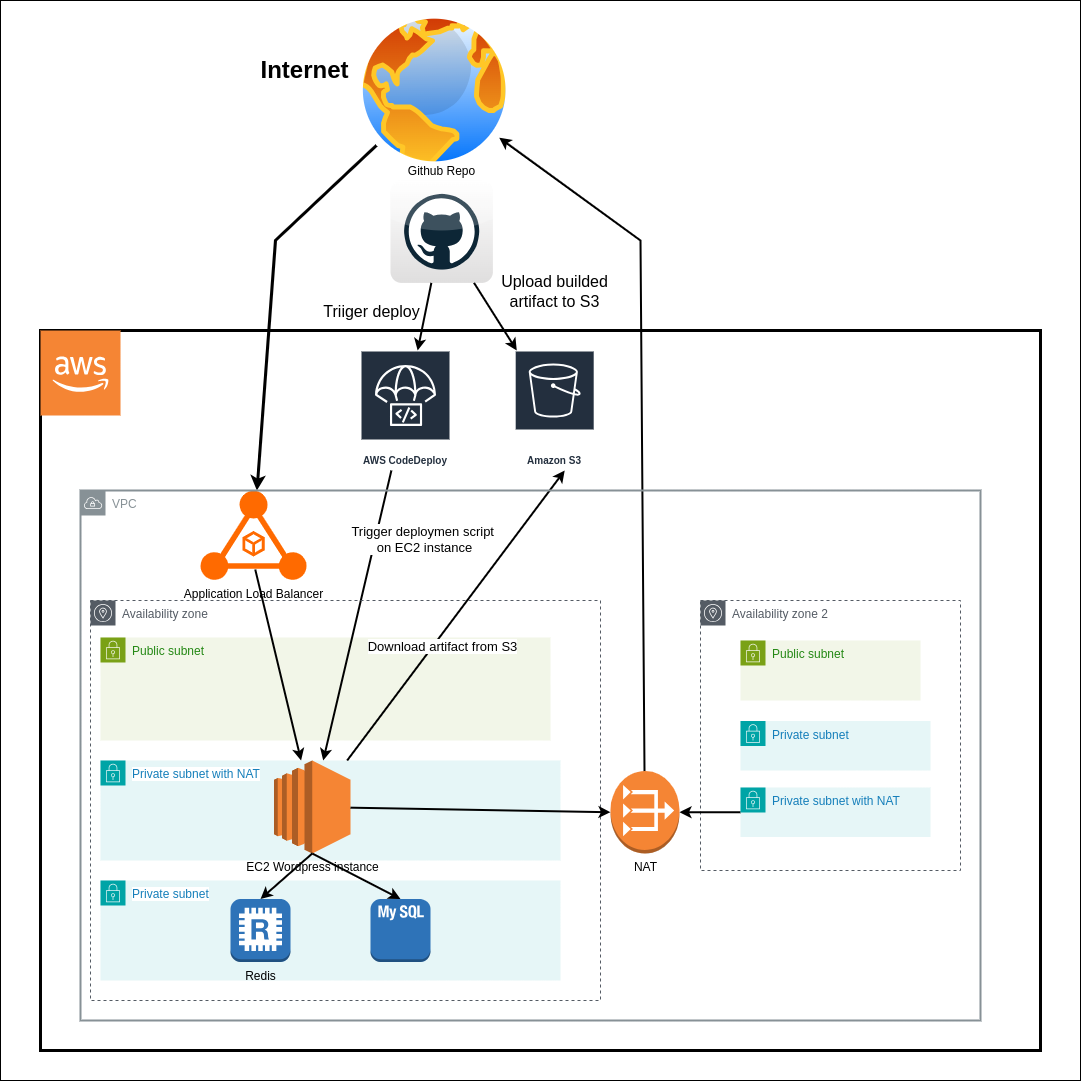 Internet
Github Repo
Upload builded
artifact to S3
Triiger deploy
aws
AWS CodeDeploy
Amazon S3
VPC
Trigger deploymen script
on EC2 instance
Application Load Balancer
Availability zone
Availability zone 2
Public subnet
Download artifact from S3
Public subnet
Private subnet
Private subnet with NAT
Private subnet with NAT
EC2 Wordpress instance
NAT
Private subnet
R
My SQL
Redis